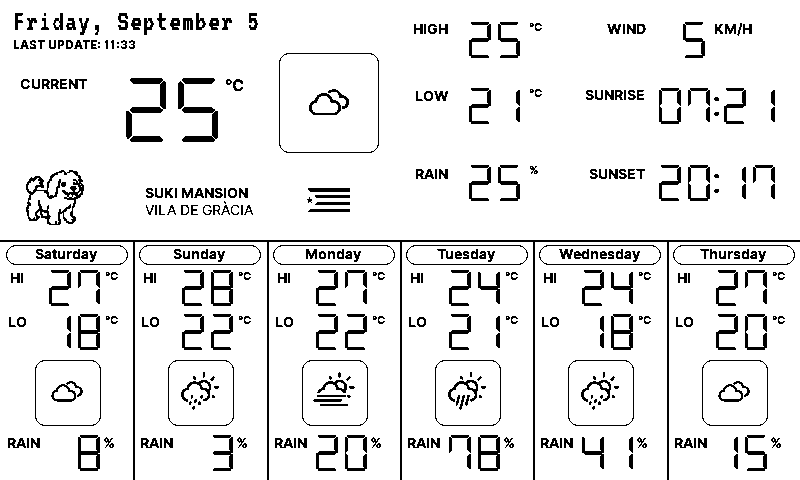 Friday, September 5
LAST UPDATE: 11:33
CURRENT 25 °C
SUKI MANSION
VILA DE GRÀCIA
HIGH 25 °C
LOW 21 °C
RAIN 25 %
WIND 5 KM/H
SUNRISE 07:21
SUNSET 20:17
Saturday
HI 27 °C
LO 18 °C
RAIN 8 %
Sunday
HI 28 °C
LO 22 °C
RAIN 3 %
Monday
HI 27 °C
LO 22 °C
RAIN 20 %
Tuesday
HI 24 °C
LO 21 °C
RAIN 78 %
Wednesday
HI 24 °C
LO 18 °C
RAIN 41 %
Thursday
HI 27 °C
LO 20 °C
RAIN 15 %